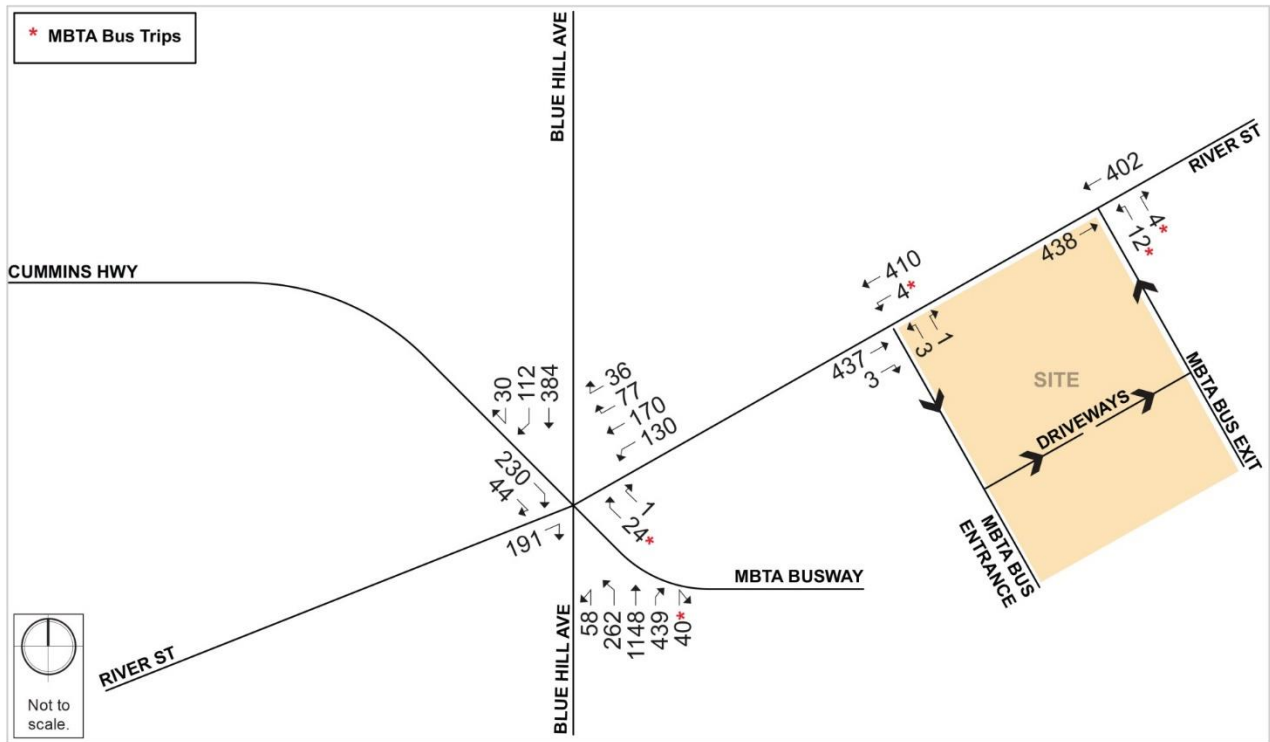 * MBTA Bus Trips
BLUE HILL AVE
RIVER ST
402
4*
12*
438
410
4*
CUMMINS HWY
437
3
3
1
SITE
MBTA BUS EXIT
DRIVEWAYS
MBTA BUS
ENTRANCE
30
112
384
36
77
170
130
230
44
191
1
24*
MBTA BUSWAY
58
262
1148
439
40*
BLUE HILL AVE
RIVER ST
Not to
scale.